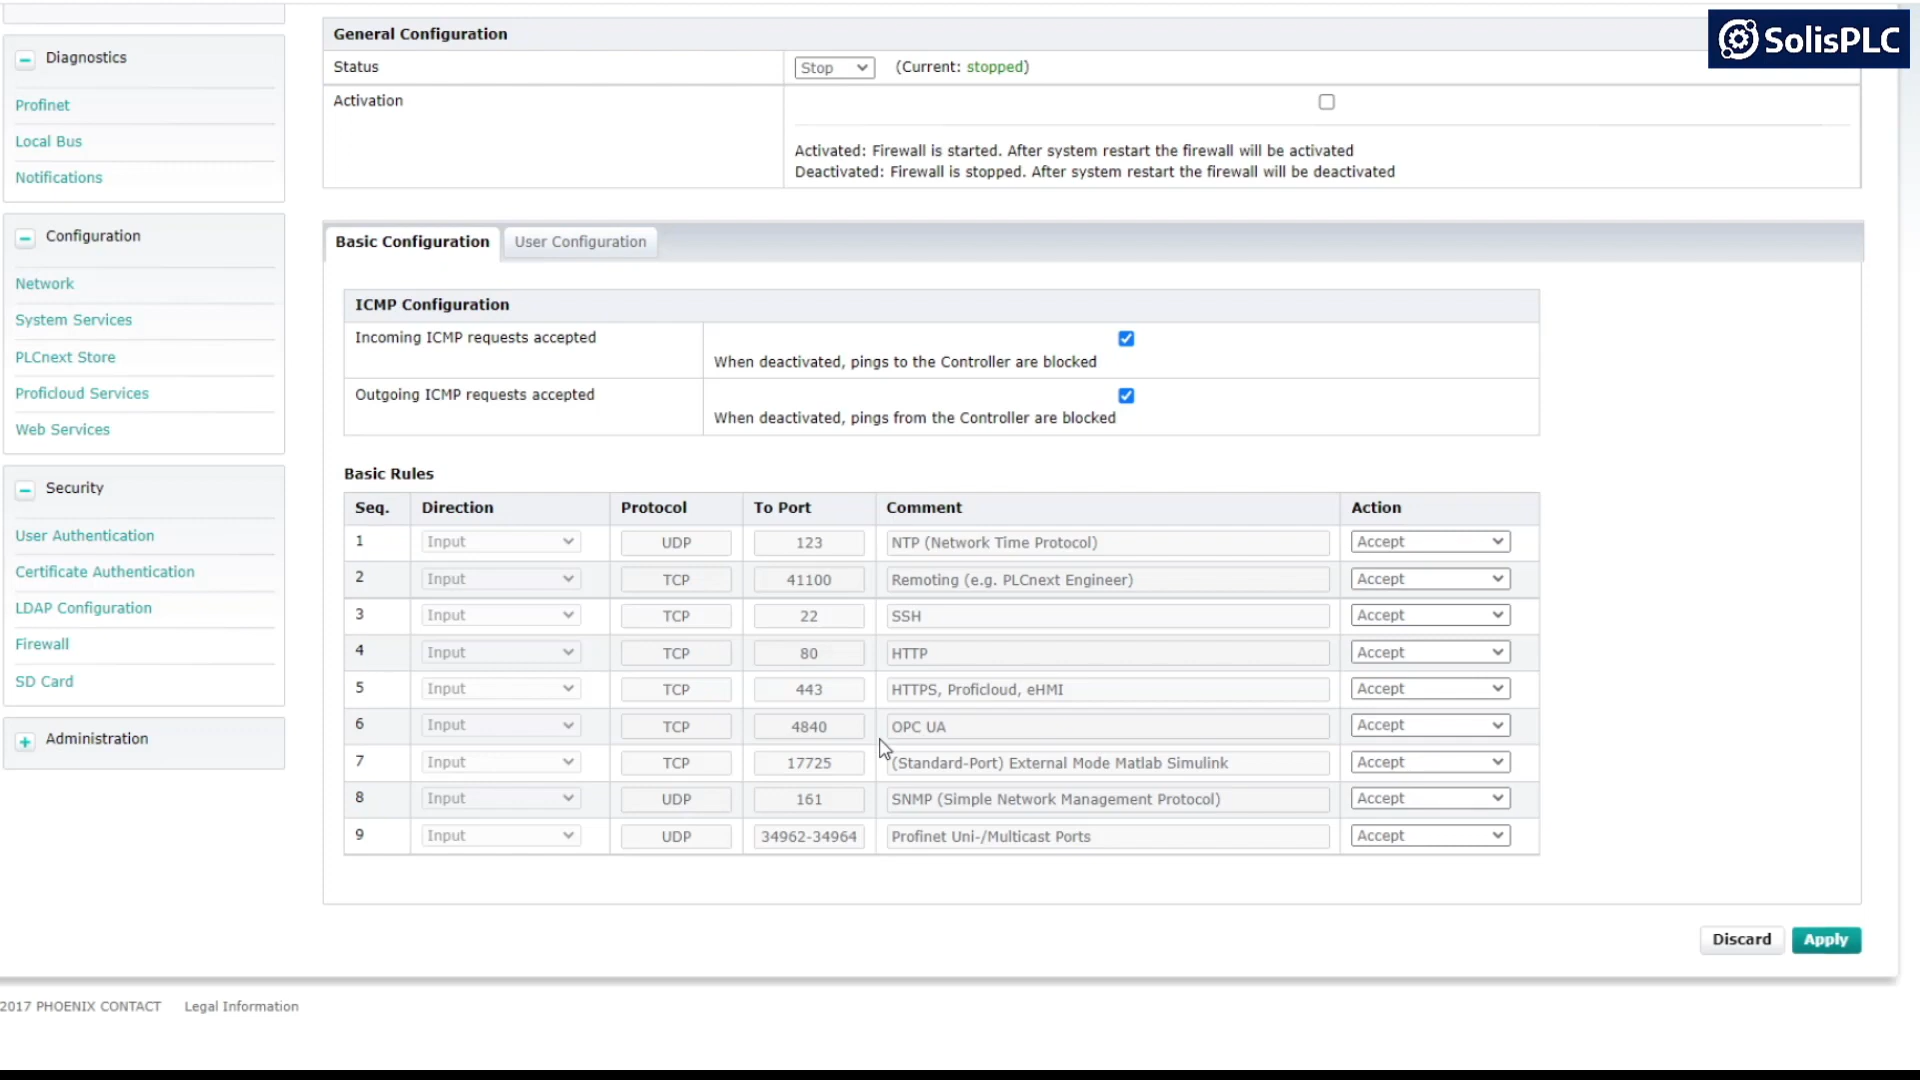 SolisPLC
General Configuration
Status Stop (Current: stopped)
Activation
Activated: Firewall is started. After system restart the firewall will be activated
Deactivated: Firewall is stopped. After system restart the firewall will be deactivated
Diagnostics
Profinet
Local Bus
Notifications
Configuration
Network
System Services
PLCnext Store
Proficloud Services
Web Services
Security
User Authentication
Certificate Authentication
LDAP Configuration
Firewall
SD Card
Administration
Basic Configuration User Configuration
ICMP Configuration
Incoming ICMP requests accepted
When deactivated, pings to the Controller are blocked
Outgoing ICMP requests accepted
When deactivated, pings from the Controller are blocked
Basic Rules
Seq. Direction Protocol To Port Comment Action
1 Input UDP 123 NTP (Network Time Protocol) Accept
2 Input TCP 41100 Remoting (e.g. PLCnext Engineer) Accept
3 Input TCP 22 SSH Accept
4 Input TCP 80 HTTP Accept
5 Input TCP 443 HTTPS, Proficloud, eHMI Accept
6 Input TCP 4840 OPC UA Accept
7 Input TCP 17725 (Standard-Port) External Mode Matlab Simulink Accept
8 Input UDP 161 SNMP (Simple Network Management Protocol) Accept
9 Input UDP 34962-34964 Profinet Uni-/Multicast Ports Accept
Discard Apply
2017 PHOENIX CONTACT Legal Information